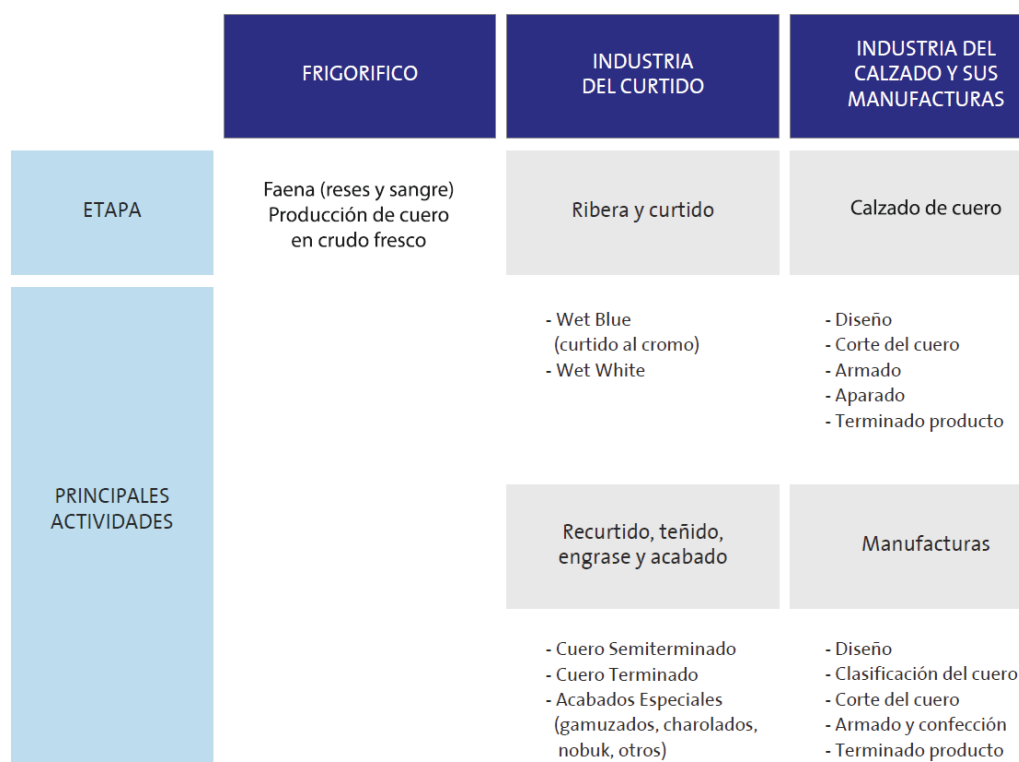 FRIGORIFICO
INDUSTRIA
DEL CURTIDO
INDUSTRIA DEL
CALZADO Y SUS
MANUFACTURAS
ETAPA
Faena (reses y sangre)
Producción de cuero
en crudo fresco
Ribera y curtido
Calzado de cuero
PRINCIPALES
ACTIVIDADES
- Wet Blue
(curtido al cromo)
- Wet White
- Diseño
- Corte del cuero
- Armado
- Aparado
- Terminado producto
Recurtido, teñido,
engrase y acabado
Manufacturas
- Cuero Semiterminado
- Cuero Terminado
- Acabados Especiales
(gamuzados, charolados,
nobuk, otros)
- Diseño
- Clasificación del cuero
- Corte del cuero
- Armado y confección
- Terminado producto